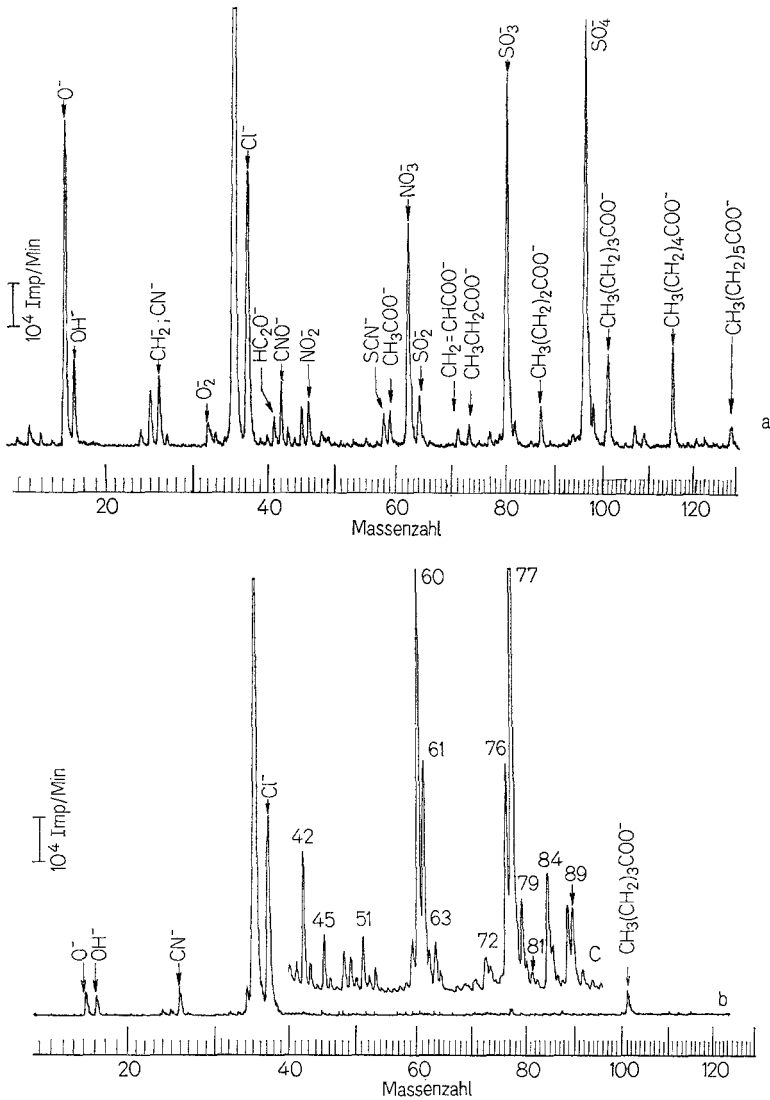 O⁻
OH⁻
CH₂⁻; CN⁻
O₂⁻
Cl⁻
HC₂O⁻
CNO⁻
NO₂⁻
SCN⁻
CH₃COO⁻
NO₃⁻
SO₂⁻
CH₂=CHCOO⁻
CH₃CH₂COO⁻
SO₃⁻
CH₃(CH₂)₂COO⁻
SO₄⁻
CH₃(CH₂)₃COO⁻
CH₃(CH₂)₄COO⁻
CH₃(CH₂)₅COO⁻
10⁴ Imp/Min
a
20 40 60 80 100 120
Massenzahl
10⁴ Imp/Min
O⁻
OH⁻
CN⁻
Cl⁻
42
45
51
60
61
63
72
76
77
79
81
84
89
C
CH₃(CH₂)₃COO⁻
b
20 40 60 80 100 120
Massenzahl